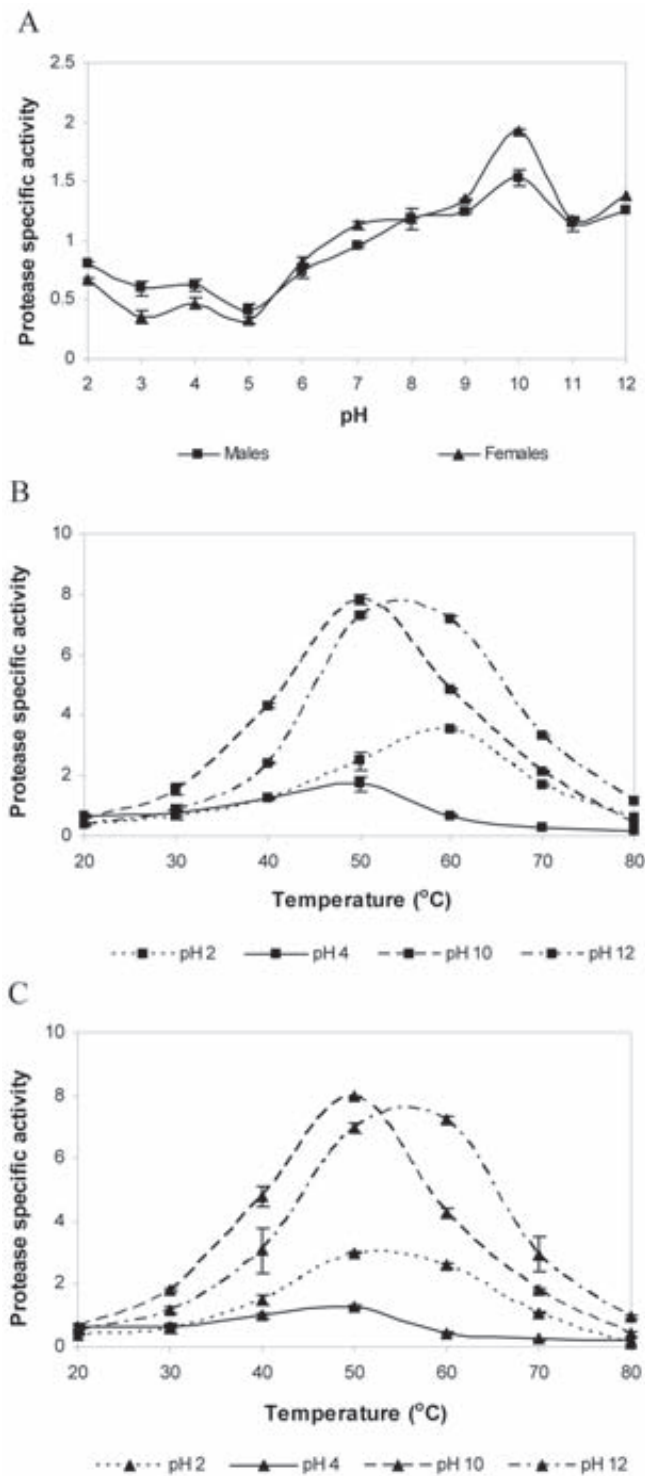 A
2.5
2
1.5
1
0.5
0
Protease specific activity
2 3 4 5 6 7 8 9 10 11 12
pH
Males Females
B
10
8
6
4
2
0
Protease specific activity
20 30 40 50 60 70 80
Temperature (°C)
pH 2 pH 4 pH 10 pH 12
C
10
8
6
4
2
0
Protease specific activity
20 30 40 50 60 70 80
Temperature (°C)
pH 2 pH 4 pH 10 pH 12